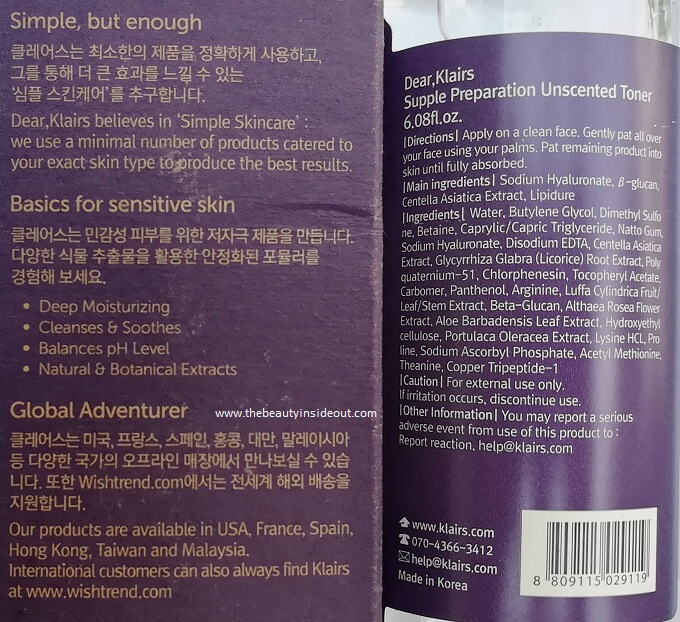 Simple, but enough
클레어스는 최소한의 제품을 정확하게 사용하고,
그를 통해 더 큰 효과를 느낄 수 있는
'심플 스킨케어'를 추구합니다.
Dear,Klairs believes in 'Simple Skincare' :
we use a minimal number of products catered to
your exact skin type to produce the best results.
Basics for sensitive skin
클레어스는 민감성 피부를 위한 저자극 제품을 만듭니다.
다양한 식물 추출물을 활용한 안정화된 포뮬러를
경험해 보세요.
• Deep Moisturizing
• Cleanses & Soothes
• Balances pH Level
• Natural & Botanical Extracts
Global Adventurer
www.thebeautyinsideout.com
클레어스는 미국, 프랑스, 스페인, 홍콩, 대만, 말레이시아
등 다양한 국가의 오프라인 매장에서 만나보실 수 있습
니다. 또한 Wishtrend.com에서는 전세계 해외 배송을
지원합니다.
Our products are available in USA, France, Spain,
Hong Kong, Taiwan and Malaysia.
International customers can also always find Klairs
at www.wishtrend.com
Dear,Klairs
Supple Preparation Unscented Toner
6.08fl.oz.
|Directions| Apply on a clean face. Gently pat all over
your face using your palms. Pat remaining product into
skin until fully absorbed.
|Main ingredients| Sodium Hyaluronate, β-glucan,
Centella Asiatica Extract, Lipidure
|Ingredients| Water, Butylene Glycol, Dimethyl Sulfo
ne, Betaine, Caprylic/Capric Triglyceride, Natto Gum,
Sodium Hyaluronate, Disodium EDTA, Centella Asiatica
Extract, Glycyrrhiza Glabra (Licorice) Root Extract, Poly
quaternium-51, Chlorphenesin, Tocopheryl Acetate,
Carbomer, Panthenol, Arginine, Luffa Cylindrica Fruit/
Leaf/Stem Extract, Beta-Glucan, Althaea Rosea Flower
Extract, Aloe Barbadensis Leaf Extract, Hydroxyethyl
cellulose, Portulaca Oleracea Extract, Lysine HCL, Pro
line, Sodium Ascorbyl Phosphate, Acetyl Methionine,
Theanine, Copper Tripeptide-1
|Caution| For external use only.
If irritation occurs, discontinue use.
|Other Information| You may report a serious
adverse event from use of this product to :
Report reaction, help@klairs.com
www.klairs.com
070-4366-3412
help@klairs.com
Made in Korea
8 809115 029119